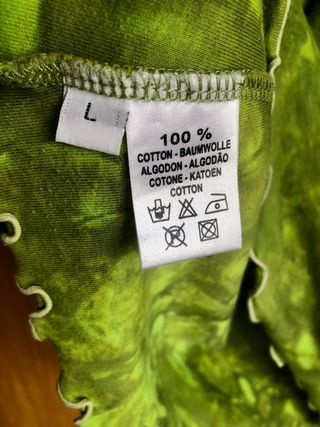 L
100 %
COTTON - BAUMWOLLE
ALGODON - ALGODÃO
COTONE - KATOEN
COTTON